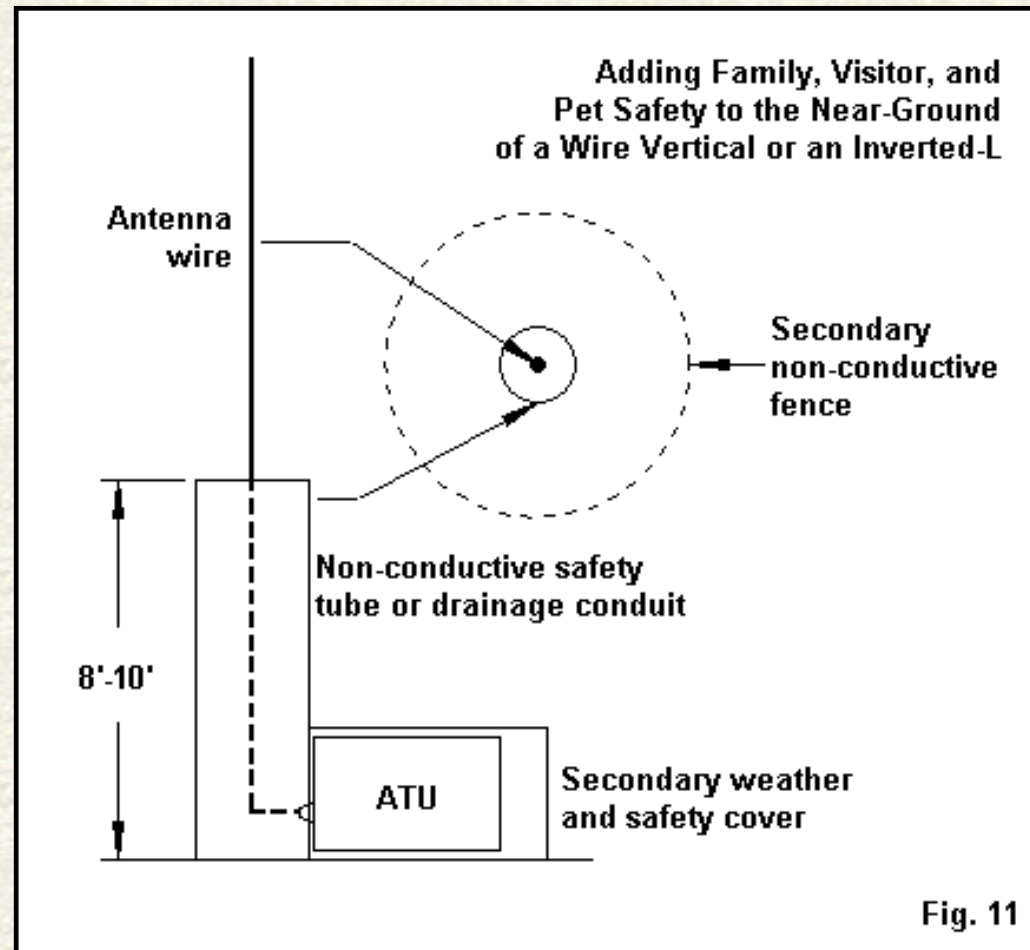 Adding Family, Visitor, and
Pet Safety to the Near-Ground
of a Wire Vertical or an Inverted-L
Antenna
wire
Secondary
non-conductive
fence
Non-conductive safety
tube or drainage conduit
8'-10'
ATU
Secondary weather
and safety cover
Fig. 11